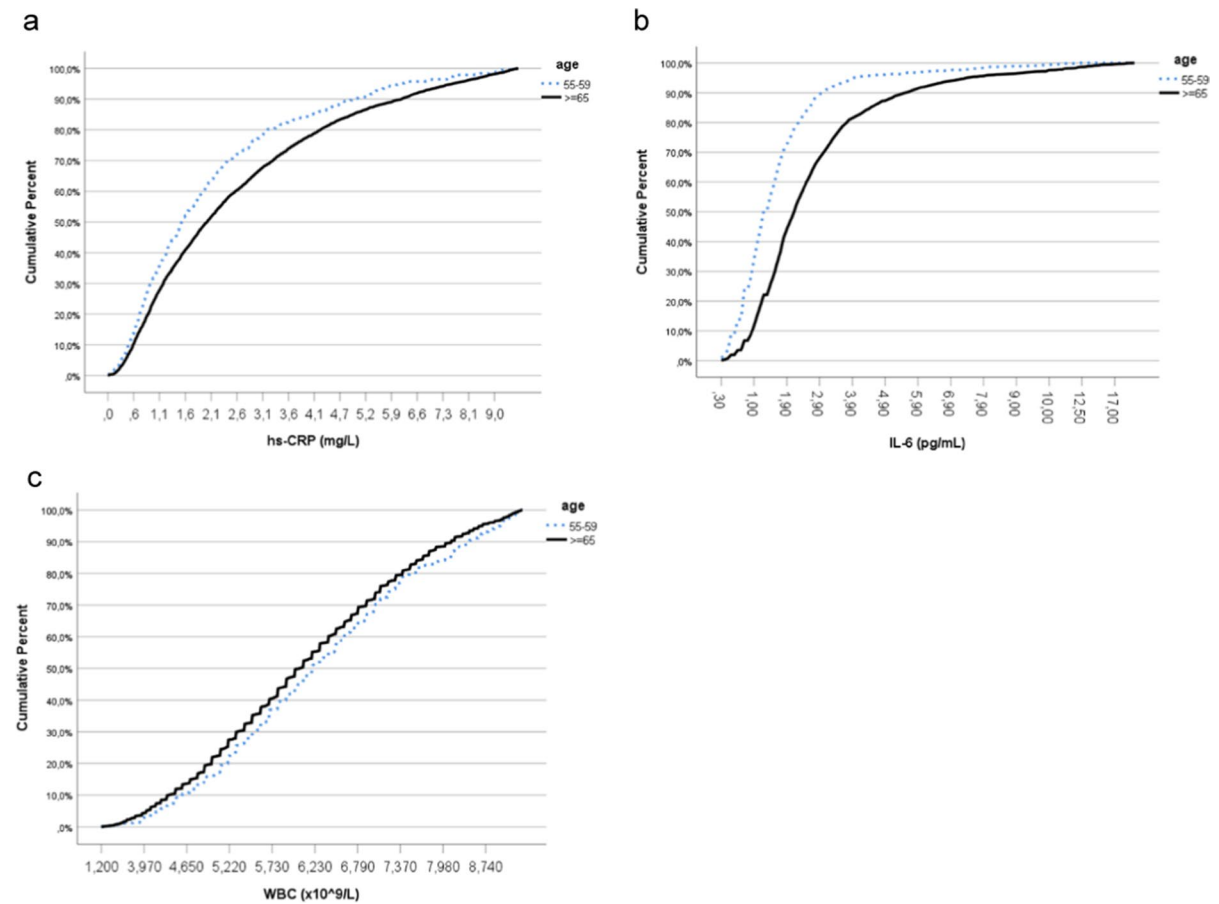 a
100,0%
90,0%
80,0%
70,0%
60,0%
50,0%
40,0%
30,0%
20,0%
10,0%
,0%
Cumulative Percent
,0 ,6 1,1 1,6 2,1 2,6 3,1 3,6 4,1 4,7 5,2 5,9 6,6 7,3 8,1 9,0
hs-CRP (mg/L)
age
55-59
>=65
b
100,0%
90,0%
80,0%
70,0%
60,0%
50,0%
40,0%
30,0%
20,0%
10,0%
,0%
Cumulative Percent
,30 1,00 1,90 2,90 3,90 4,90 5,90 6,90 7,90 9,00 10,00 12,50 17,00
IL-6 (pg/mL)
age
55-59
>=65
c
100,0%
90,0%
80,0%
70,0%
60,0%
50,0%
40,0%
30,0%
20,0%
10,0%
,0%
Cumulative Percent
1,200 3,970 4,650 5,220 5,730 6,230 6,790 7,370 7,980 8,740
WBC (x10^9/L)
age
55-59
>=65